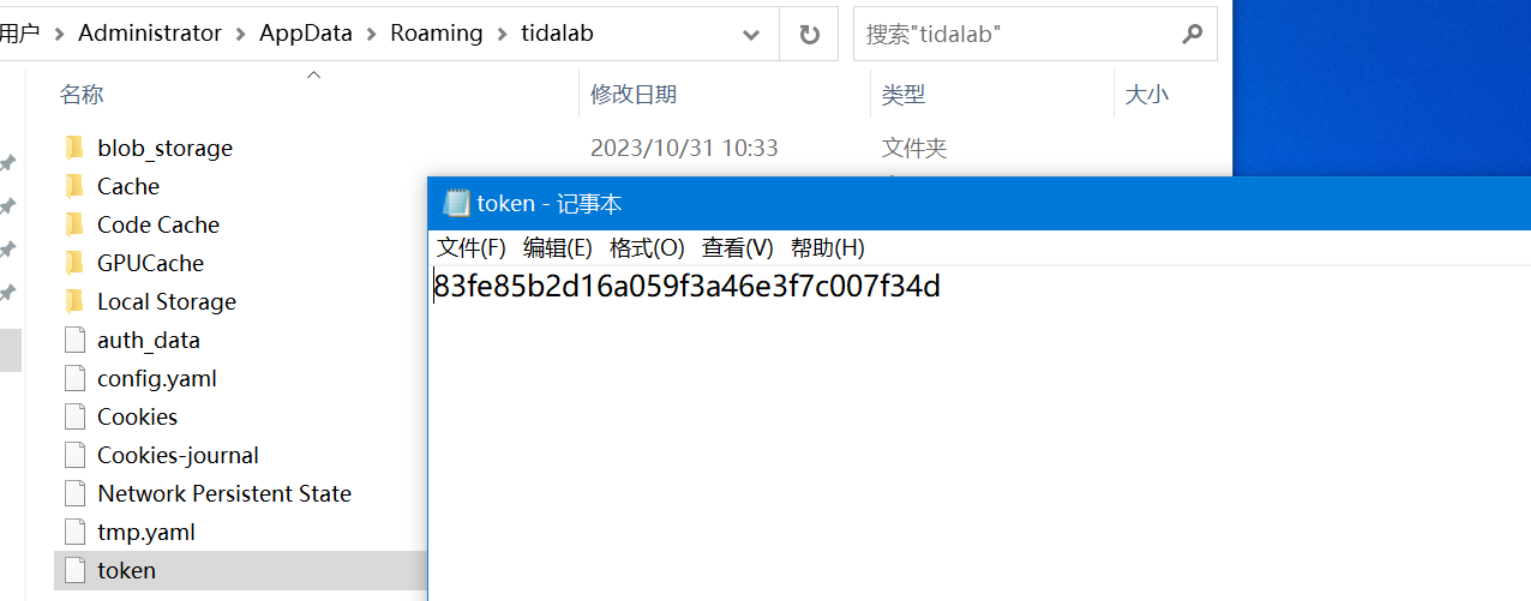 用户 > Administrator > AppData > Roaming > tidalab
搜索"tidalab"
名称 修改日期 类型 大小
blob_storage 2023/10/31 10:33 文件夹
Cache
Code Cache
GPUCache
Local Storage
auth_data
config.yaml
Cookies
Cookies-journal
Network Persistent State
tmp.yaml
token
token - 记事本
文件(F) 编辑(E) 格式(O) 查看(V) 帮助(H)
83fe85b2d16a059f3a46e3f7c007f34d